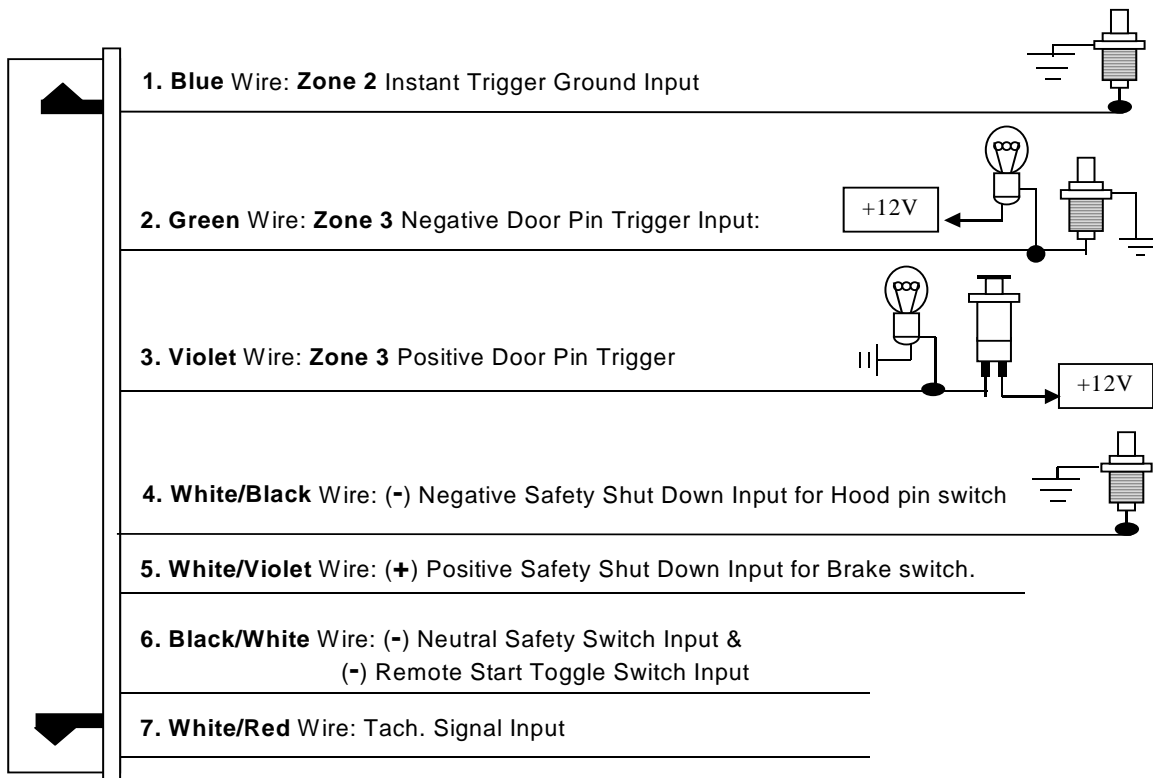 1. Blue Wire: Zone 2 Instant Trigger Ground Input
2. Green Wire: Zone 3 Negative Door Pin Trigger Input:
+12V
3. Violet Wire: Zone 3 Positive Door Pin Trigger
+12V
4. White/Black Wire: (-) Negative Safety Shut Down Input for Hood pin switch
5. White/Violet Wire: (+) Positive Safety Shut Down Input for Brake switch.
6. Black/White Wire: (-) Neutral Safety Switch Input &
(-) Remote Start Toggle Switch Input
7. White/Red Wire: Tach. Signal Input